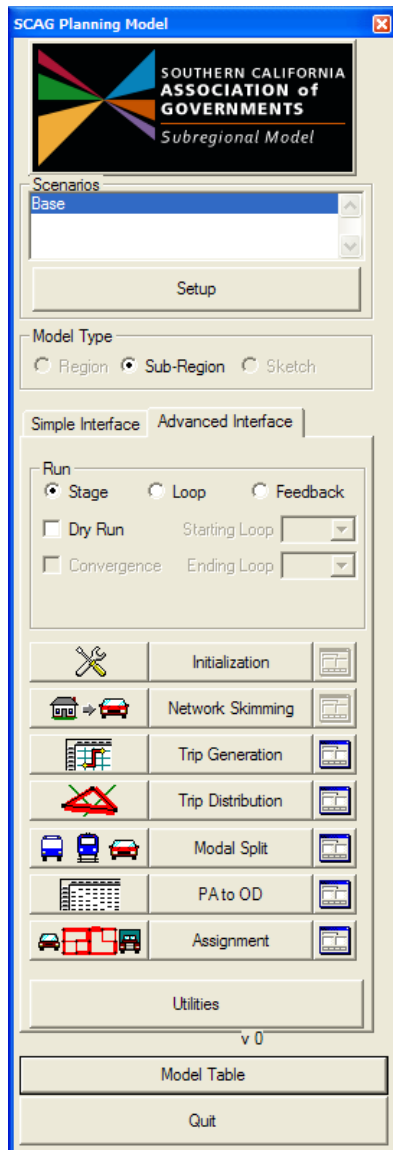 SCAG Planning Model
SOUTHERN CALIFORNIA
ASSOCIATION of
GOVERNMENTS
Subregional Model
Scenarios
Base
Setup
Model Type
Region Sub-Region Sketch
Simple Interface Advanced Interface
Run
Stage Loop Feedback
Dry Run Starting Loop
Convergence Ending Loop
Initialization
Network Skimming
Trip Generation
Trip Distribution
Modal Split
PA to OD
Assignment
Utilities
v 0
Model Table
Quit